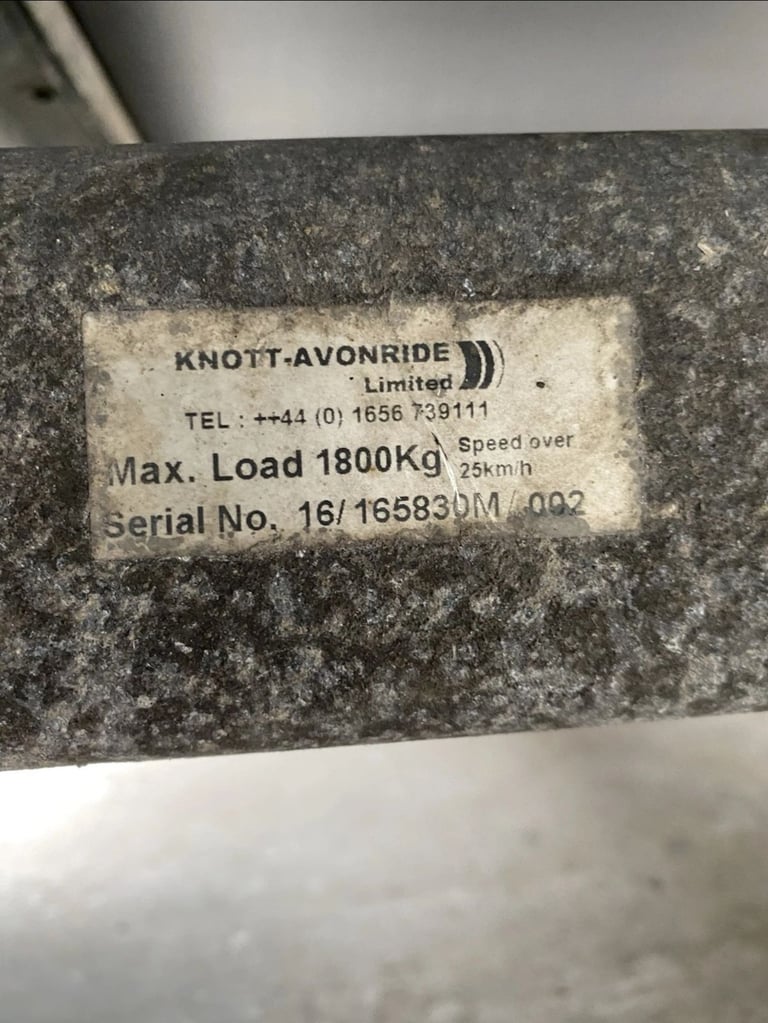 KNOTT-AVONRIDE
Limited
TEL : ++44 (0) 1656 739111
Max. Load 1800Kg Speed over
25km/h
Serial No. 16/ 165830M / 002